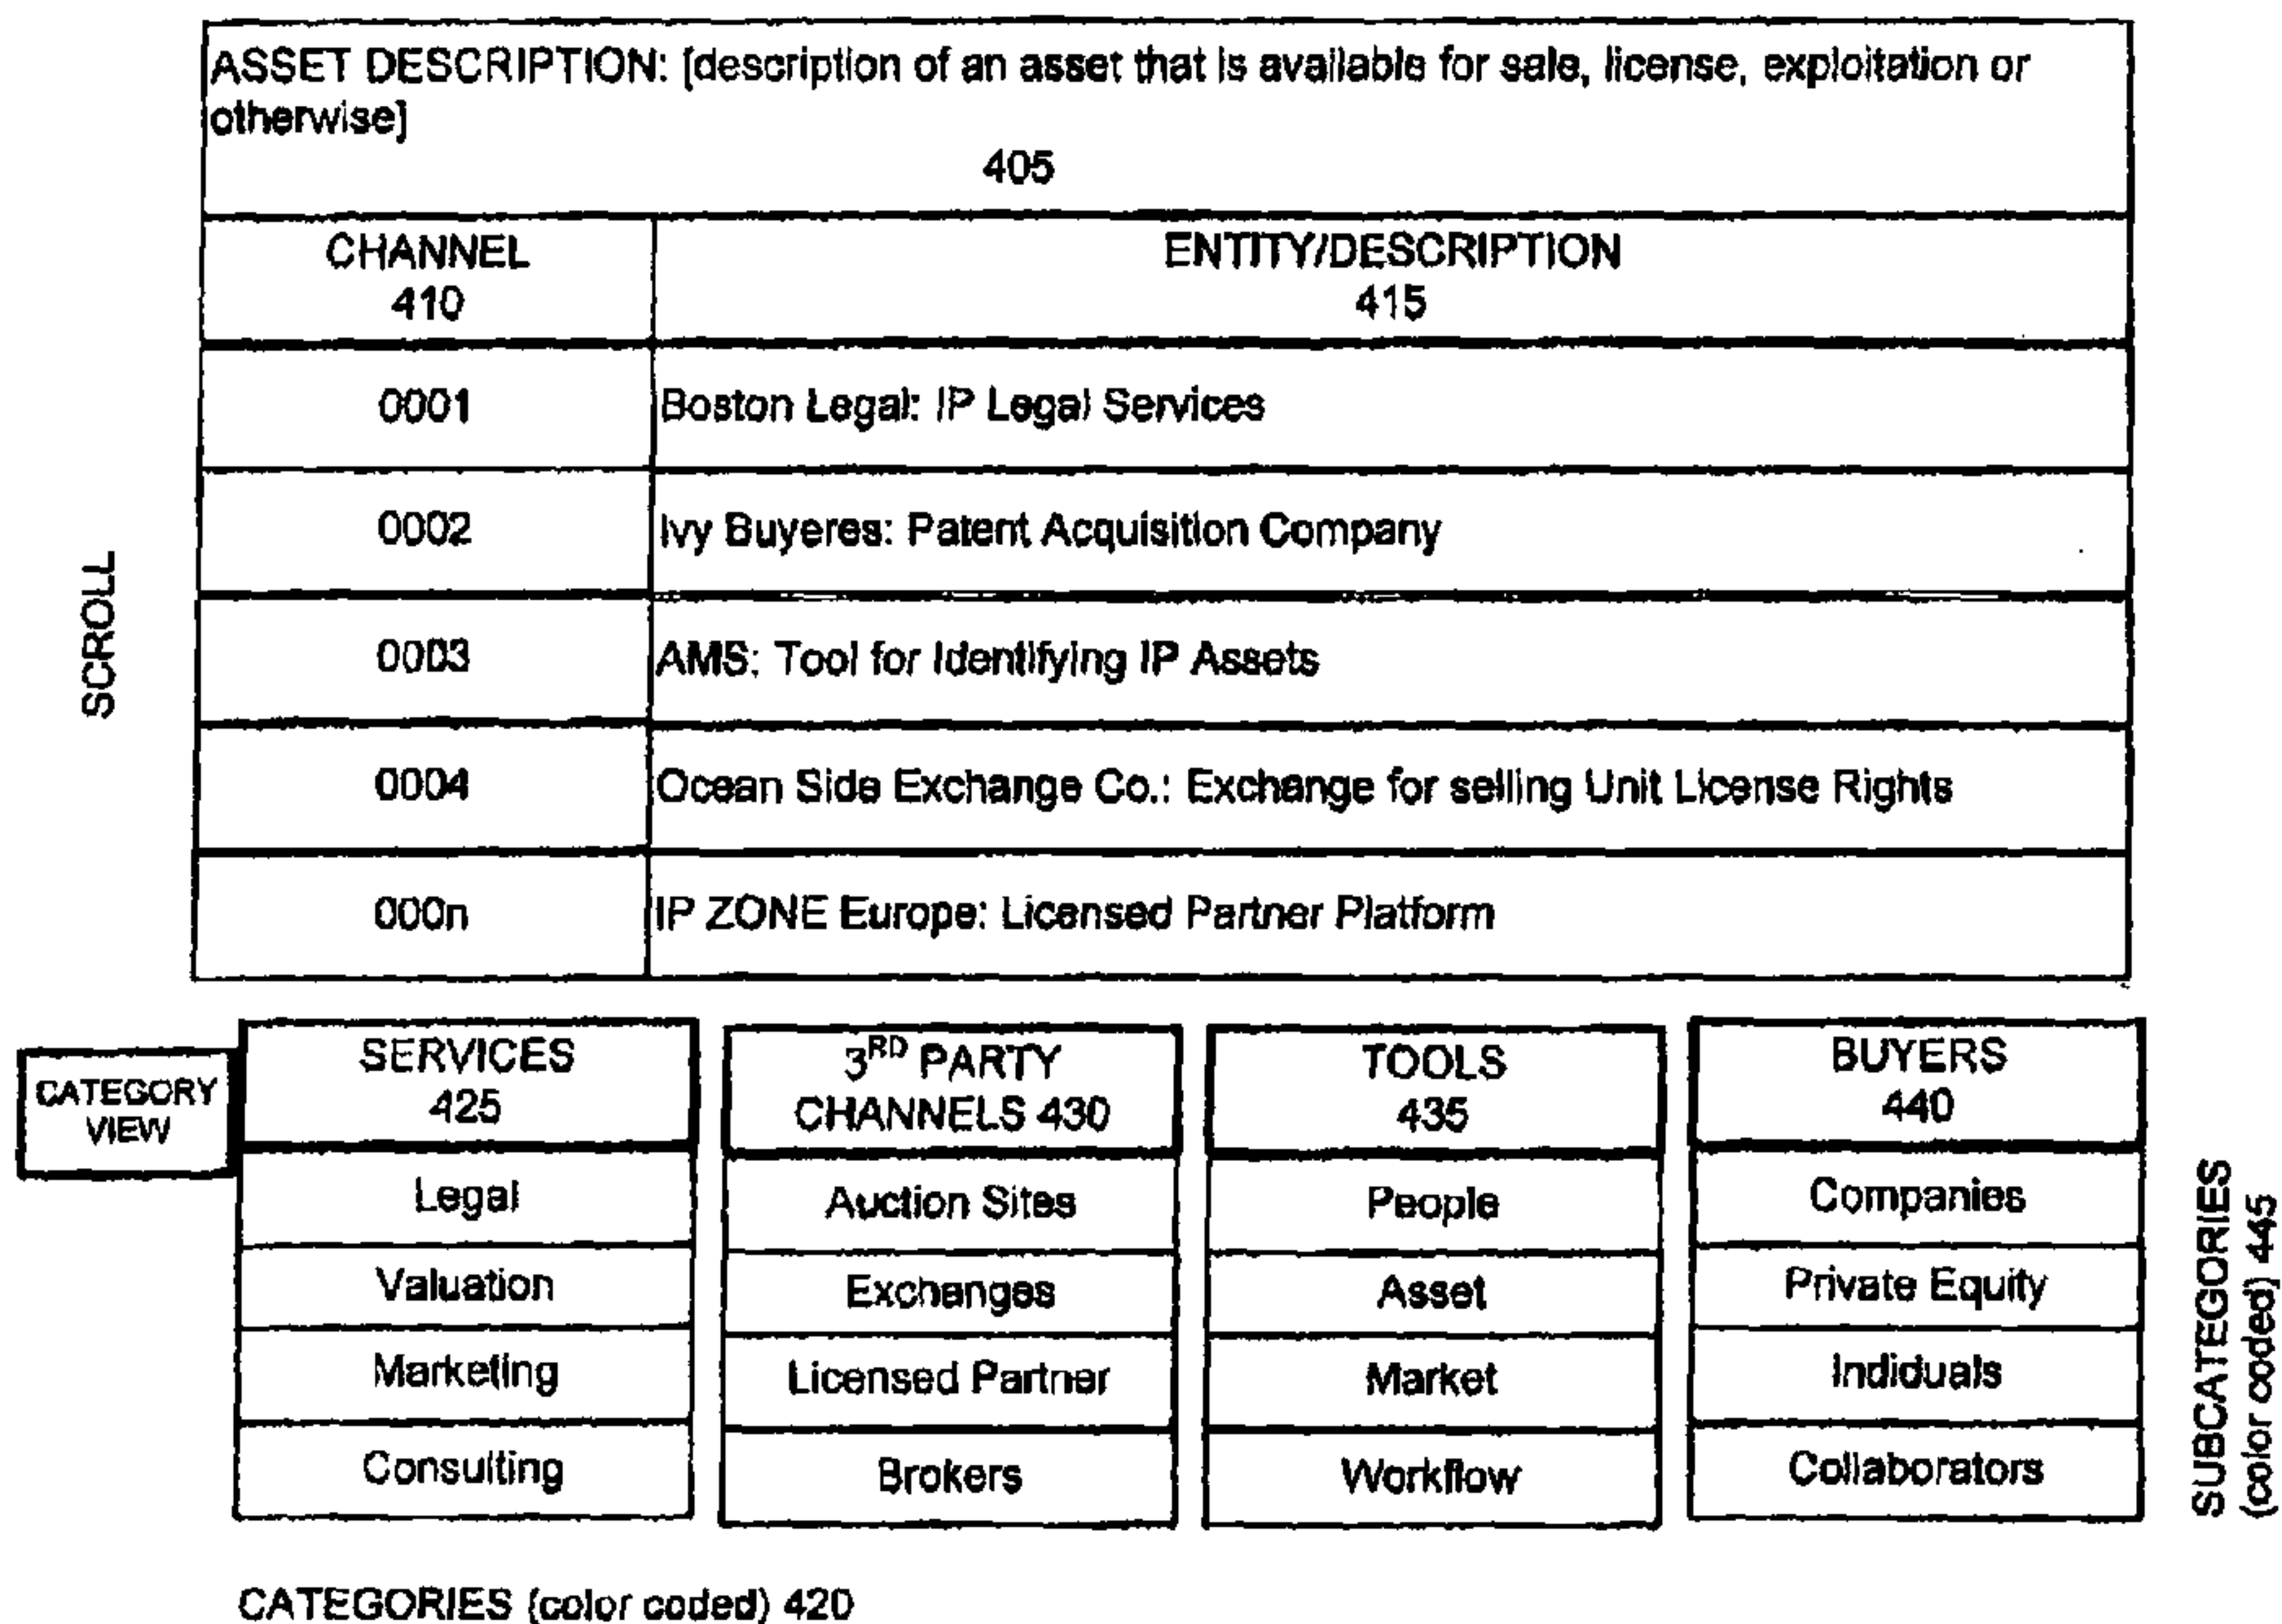 ASSET DESCRIPTION: [description of an asset that is available for sale, license, exploitation or
otherwise]
405
CHANNEL
410
ENTITY/DESCRIPTION
415
0001
Boston Legal: IP Legal Services
0002
Ivy Buyeres: Patent Acquisition Company
0003
AMS: Tool for Identifying IP Assets
0004
Ocean Side Exchange Co.: Exchange for selling Unit License Rights
000n
IP ZONE Europe: Licensed Partner Platform
SCROLL
CATEGORY
VIEW
SERVICES
425
Legal
Valuation
Marketing
Consulting
3RD PARTY
CHANNELS 430
Auction Sites
Exchanges
Licensed Partner
Brokers
TOOLS
435
People
Asset
Market
Workflow
BUYERS
440
Companies
Private Equity
Indiduals
Collaborators
SUBCATEGORIES
(color coded) 445
CATEGORIES (color coded) 420